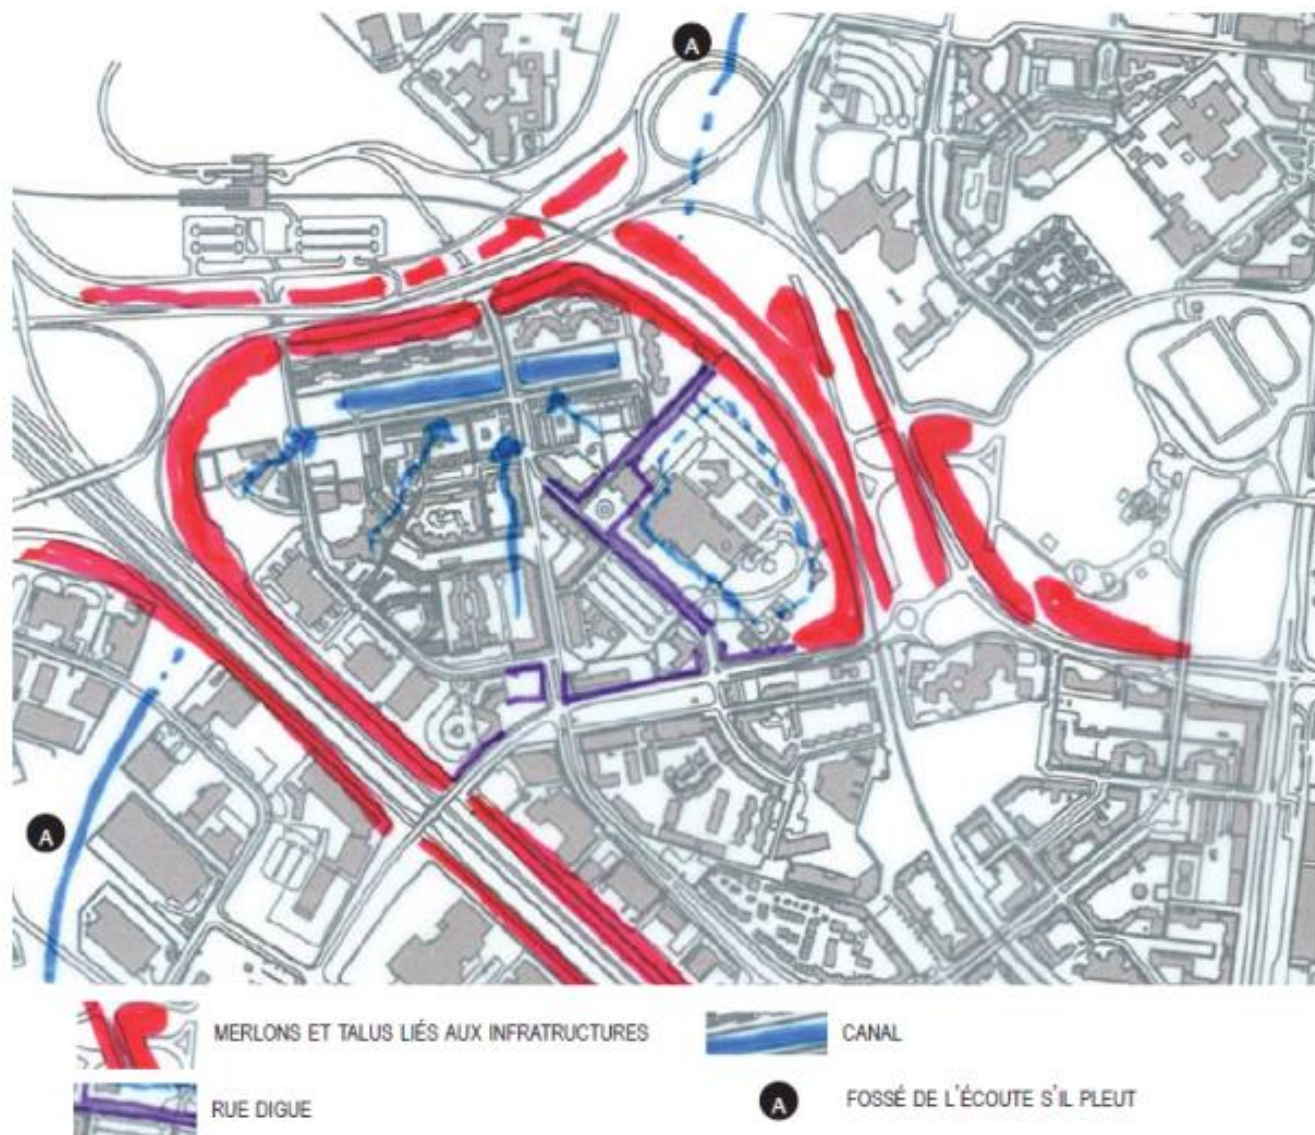 A
A
MERLONS ET TALUS LIÉS AUX INFRATRUCTURES
CANAL
RUE DIGUE
A
FOSSÉ DE L'ÉCOUTE S'IL PLEUT